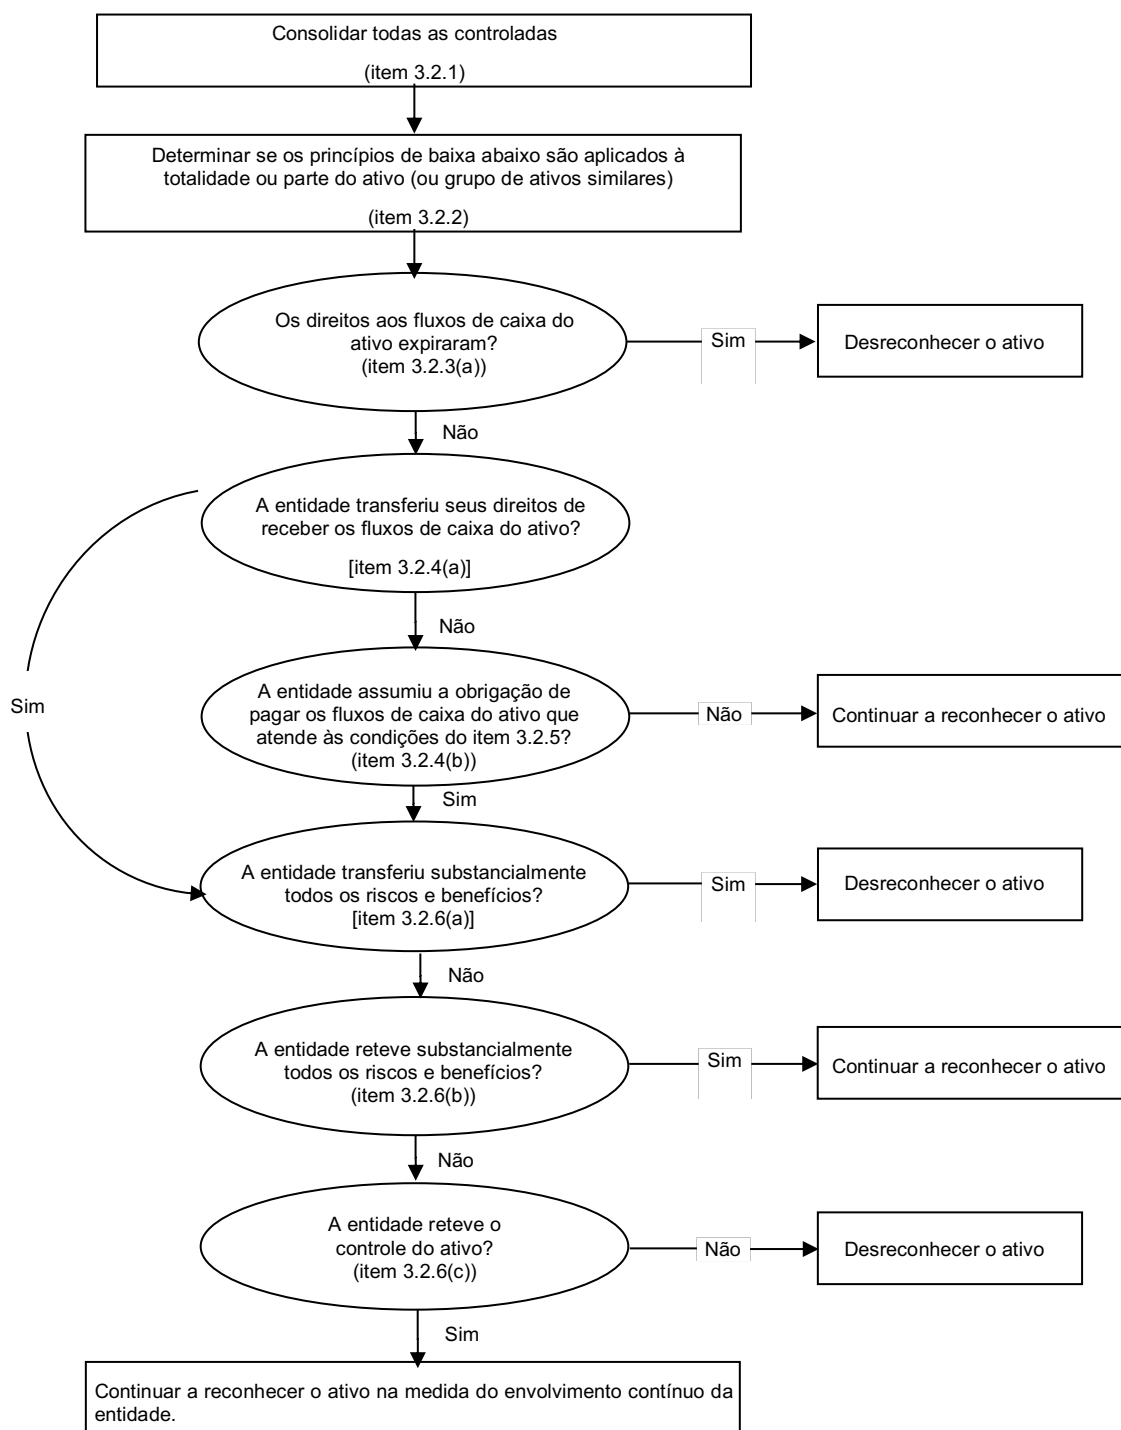 Consolidar todas as controladas
(item 3.2.1)
Determinar se os princípios de baixa abaixo são aplicados à
totalidade ou parte do ativo (ou grupo de ativos similares)
(item 3.2.2)
Os direitos aos fluxos de caixa do
ativo expiraram?
(item 3.2.3(a))
Sim
Desreconhecer o ativo
Não
A entidade transferiu seus direitos de
receber os fluxos de caixa do ativo?
[item 3.2.4(a)]
Não
Sim
A entidade assumiu a obrigação de
pagar os fluxos de caixa do ativo que
atende às condições do item 3.2.5?
(item 3.2.4(b))
Não
Continuar a reconhecer o ativo
Sim
A entidade transferiu substancialmente
todos os riscos e benefícios?
[item 3.2.6(a)]
Sim
Desreconhecer o ativo
Não
A entidade reteve substancialmente
todos os riscos e benefícios?
(item 3.2.6(b))
Sim
Continuar a reconhecer o ativo
Não
A entidade reteve o
controle do ativo?
(item 3.2.6(c))
Não
Desreconhecer o ativo
Sim
Continuar a reconhecer o ativo na medida do envolvimento contínuo da
entidade.